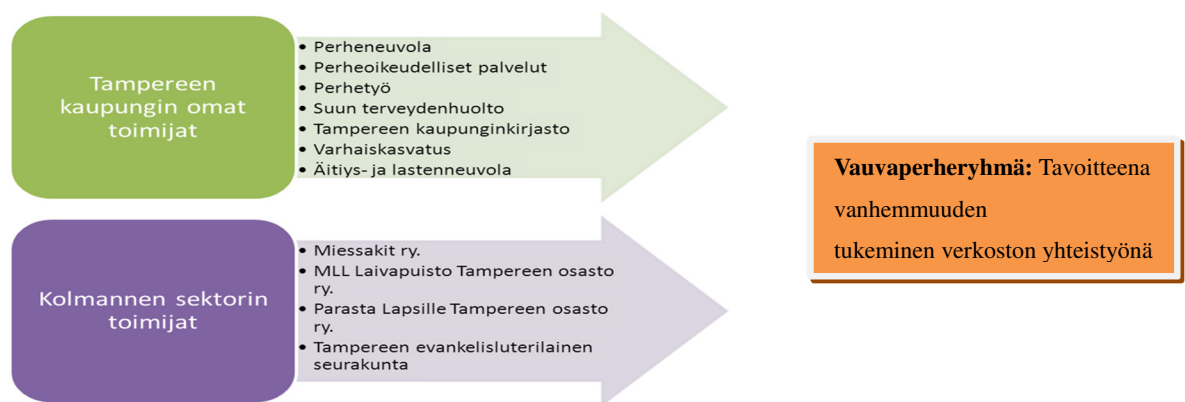 Tampereen
kaupungin omat
toimijat
• Perheneuvola
• Perheoikeudelliset palvelut
• Perhetyö
• Suun terveydenhuolto
• Tampereen kaupunginkirjasto
• Varhaiskasvatus
• Äitiys- ja lastenneuvola
Kolmannen sektorin
toimijat
• Miessakit ry.
• MLL Laivapuisto Tampereen osasto
ry.
• Parasta Lapsille Tampereen osasto
ry.
• Tampereen evankelisluterilainen
seurakunta
Vauvaperheryhmä: Tavoitteena
vanhemmuuden
tukeminen verkoston yhteistyönä